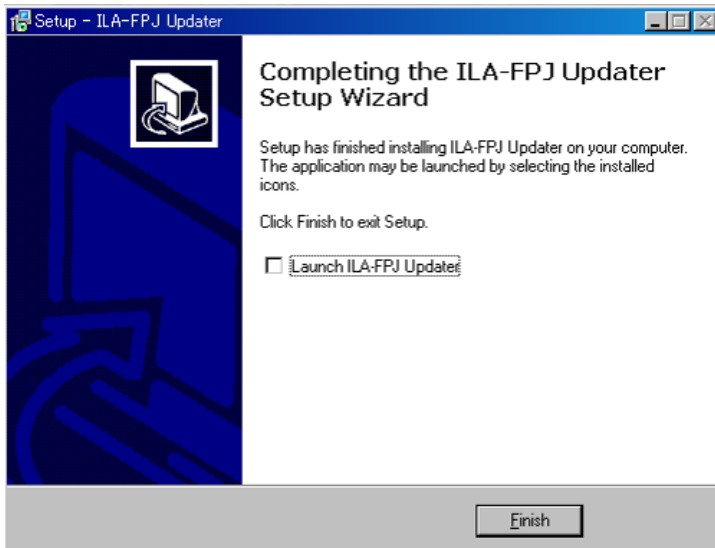 Setup - ILA-FPJ Updater
Completing the ILA-FPJ Updater
Setup Wizard
Setup has finished installing ILA-FPJ Updater on your computer.
The application may be launched by selecting the installed
icons.
Click Finish to exit Setup.
Launch ILA-FPJ Updater
Finish